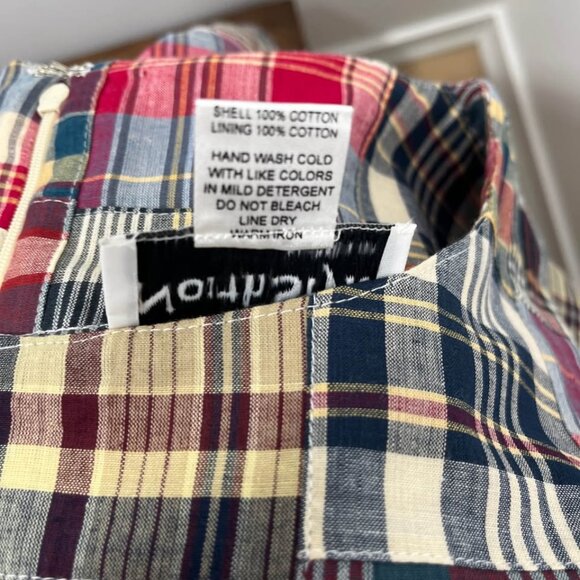 SHELL 100% COTTON
LINING 100% COTTON
HAND WASH COLD
WITH LIKE COLORS
IN MILD DETERGENT
DO NOT BLEACH
LINE DRY
WARM IRON